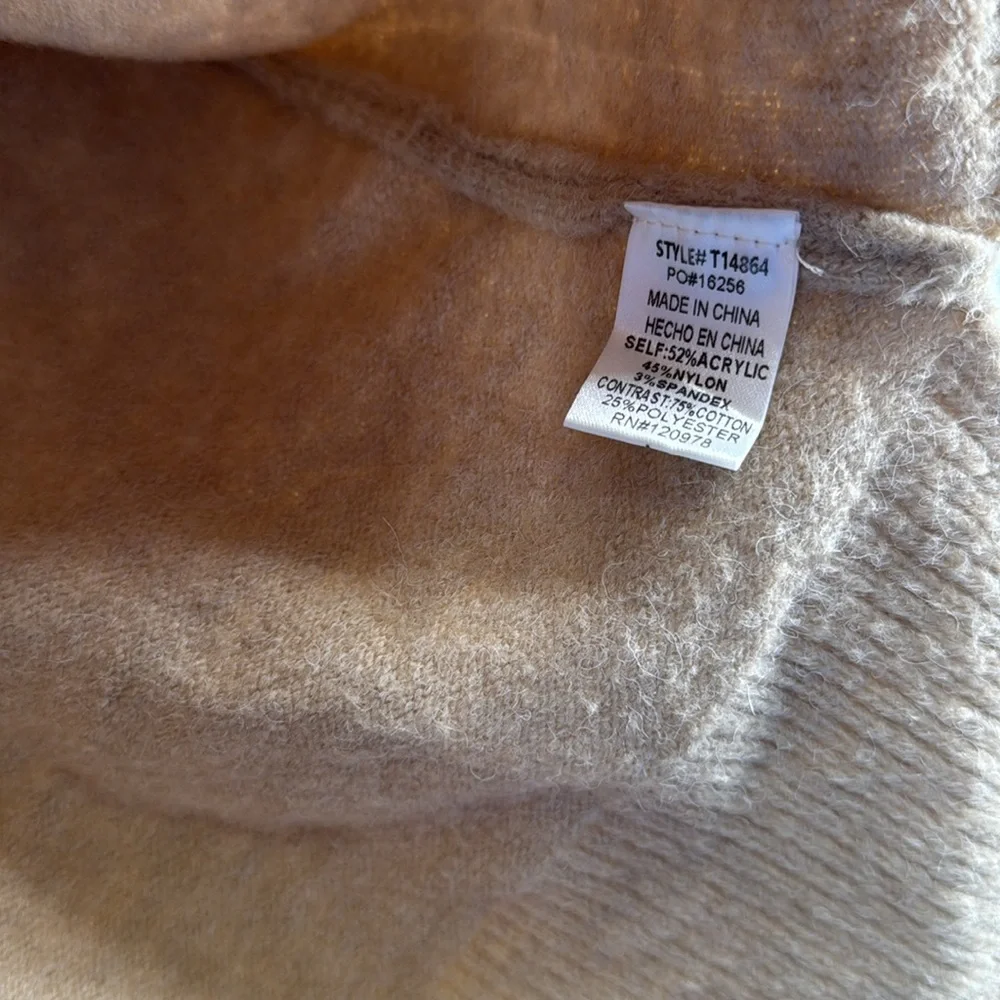 STYLE# T14864
PO#16256
MADE IN CHINA
HECHO EN CHINA
SELF:52%ACRYLIC
45%NYLON
3%SPANDEX
CONTRAST:75%COTTON
25%POLYESTER
RN#120978